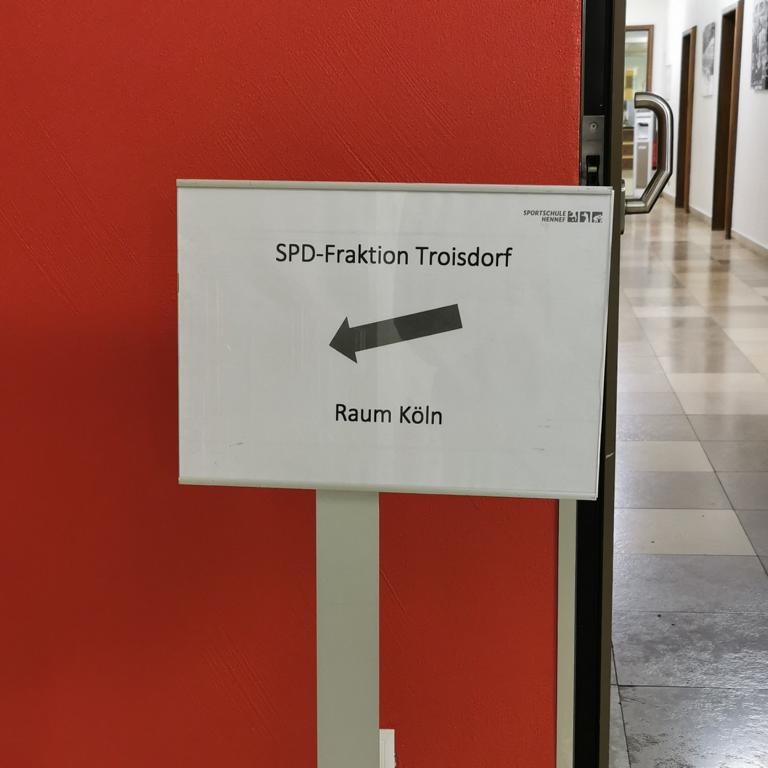 SPORTSCHULE
HENNEF
SPD-Fraktion Troisdorf
Raum Köln